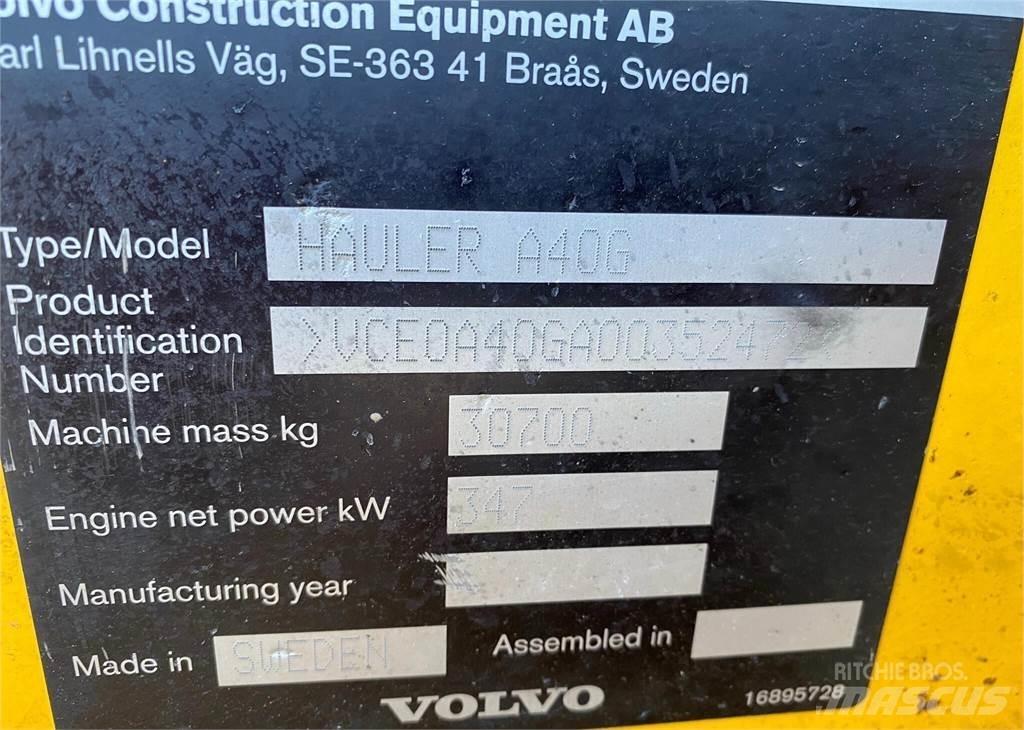 Construction Equipment AB
Lihnells Väg, SE-363 41 Braås, Sweden
Type/Model HAULER A40G
Product
Identification
Number
Machine mass kg 30700
Engine net power kW 347
Manufacturing year
Made in SWEDEN Assembled in
VOLVO 16895728
RITCHIE BROS.
MASCUS